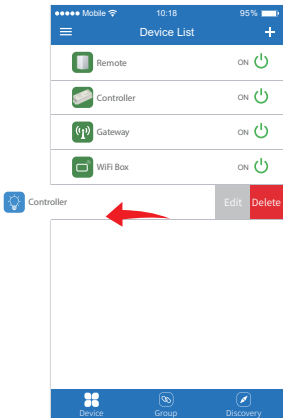 Mobile 10:18 95%
Device List
Remote ON
Controller ON
Gateway ON
WiFi Box ON
Controller Edit Delete
Device Group Discovery